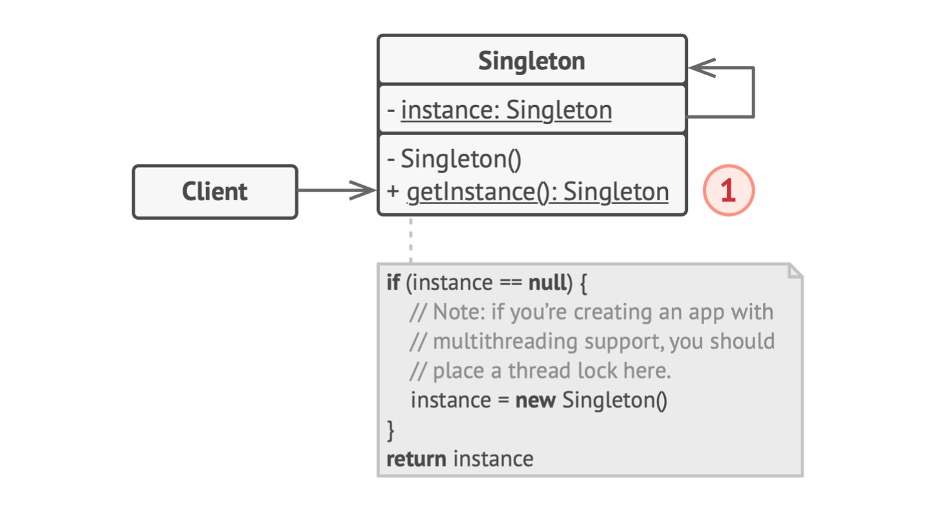 Singleton
- instance: Singleton
- Singleton()
+ getInstance(): Singleton
Client
1
if (instance == null) {
// Note: if you’re creating an app with
// multithreading support, you should
// place a thread lock here.
instance = new Singleton()
}
return instance